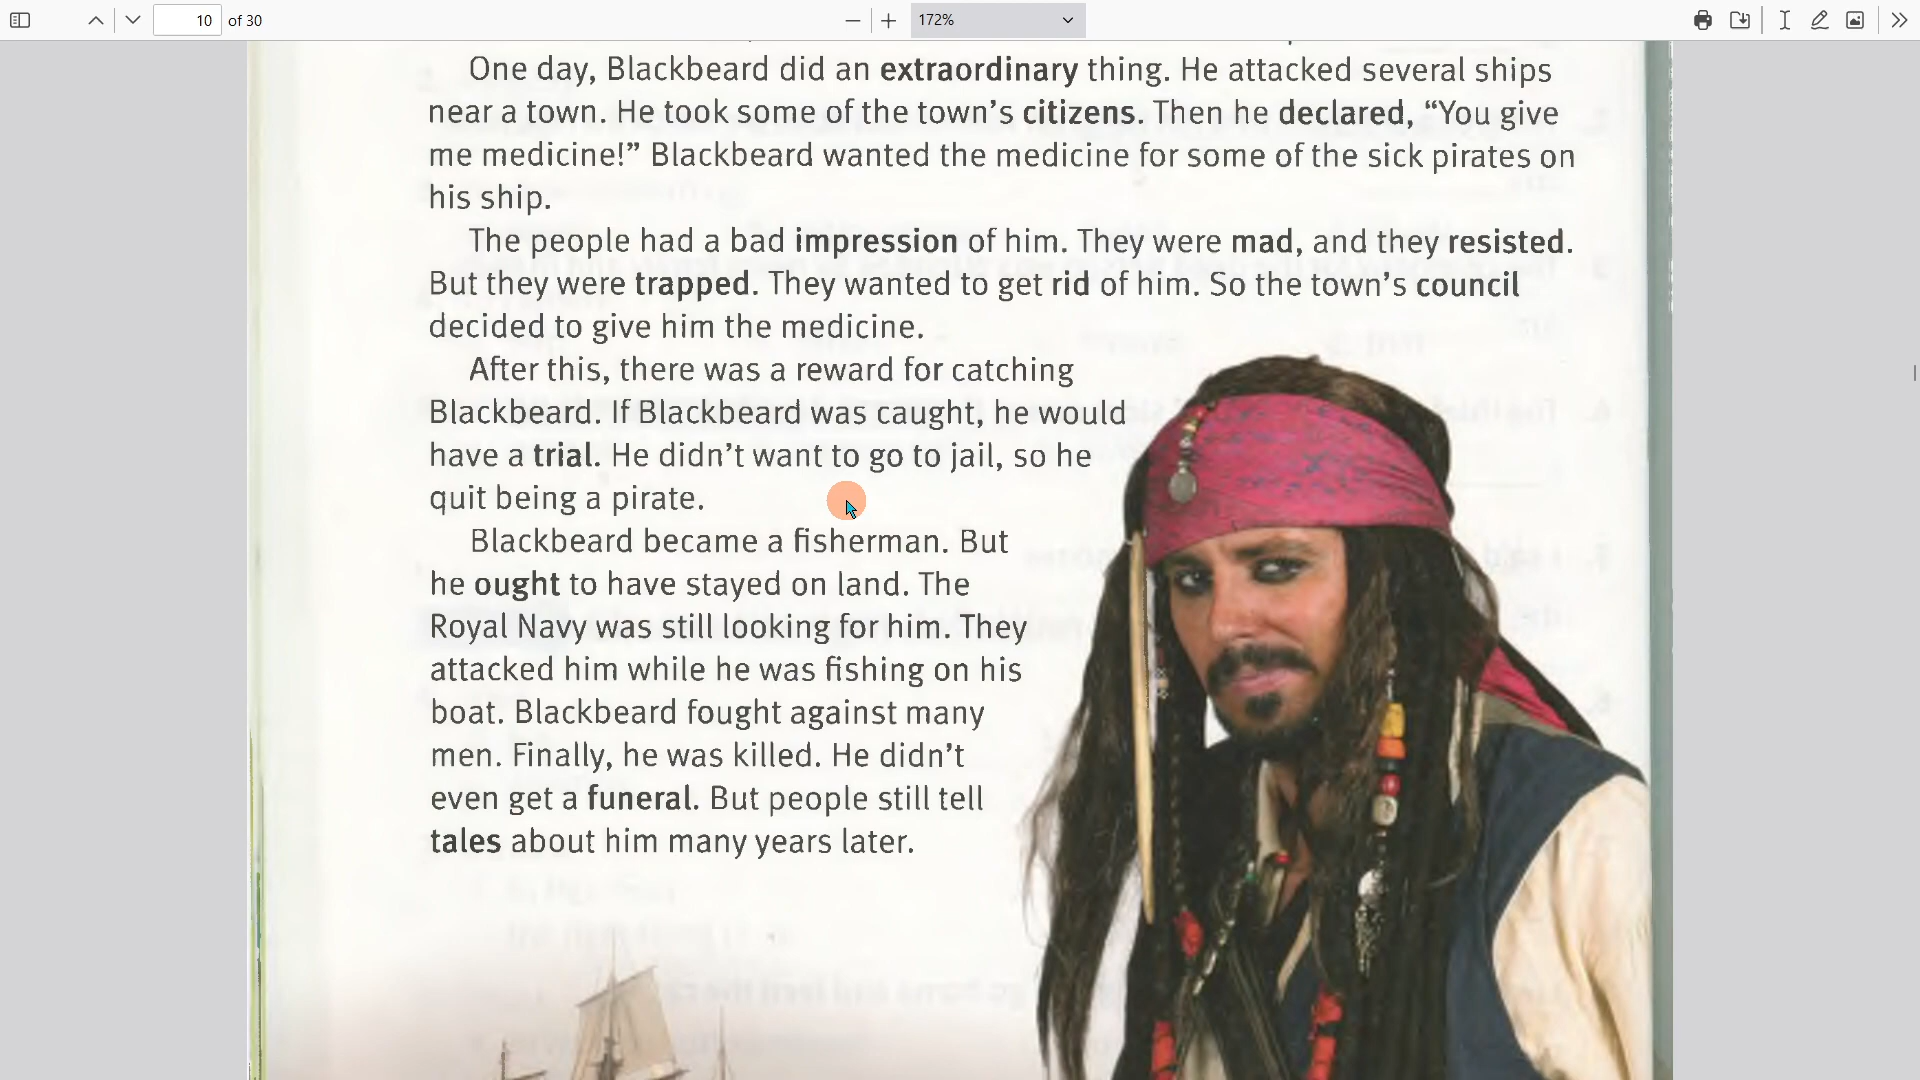 10 of 30
172%
One day, Blackbeard did an extraordinary thing. He attacked several ships
near a town. He took some of the town's citizens. Then he declared, “You give
me medicine!” Blackbeard wanted the medicine for some of the sick pirates on
his ship.
The people had a bad impression of him. They were mad, and they resisted.
But they were trapped. They wanted to get rid of him. So the town's council
decided to give him the medicine.
After this, there was a reward for catching
Blackbeard. If Blackbeard was caught, he would
have a trial. He didn't want to go to jail, so he
quit being a pirate.
Blackbeard became a fisherman. But
he ought to have stayed on land. The
Royal Navy was still looking for him. They
attacked him while he was fishing on his
boat. Blackbeard fought against many
men. Finally, he was killed. He didn't
even get a funeral. But people still tell
tales about him many years later.